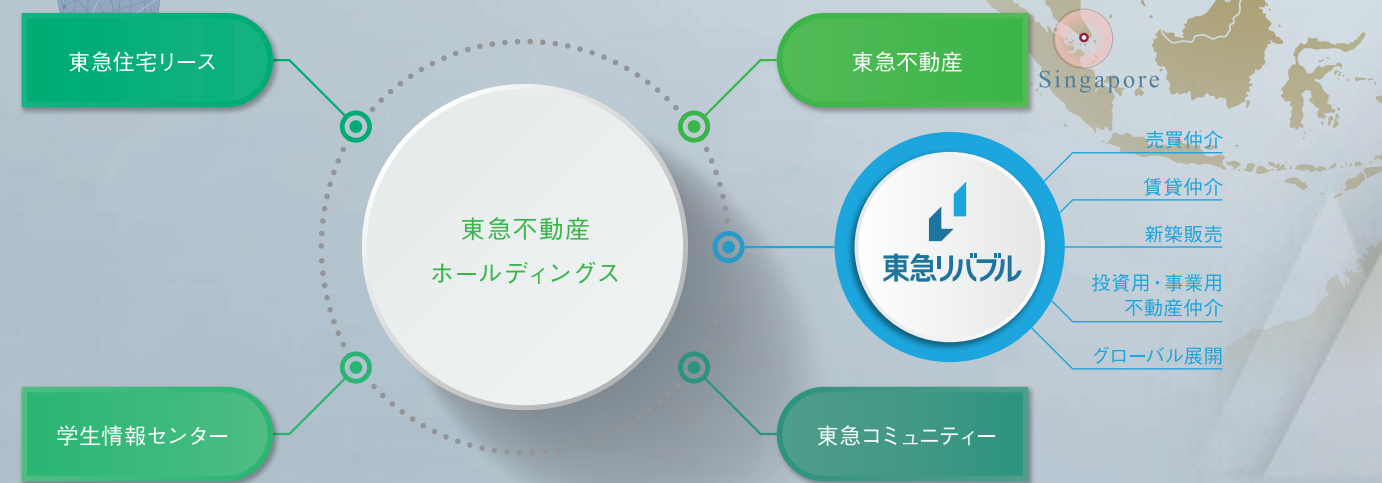 東急住宅リース
東急不動産
Singapore
東急不動産
ホールディングス
東急リバブル
売買仲介
賃貸仲介
新築販売
投資用・事業用
不動産仲介
グローバル展開
学生情報センター
東急コミュニティー